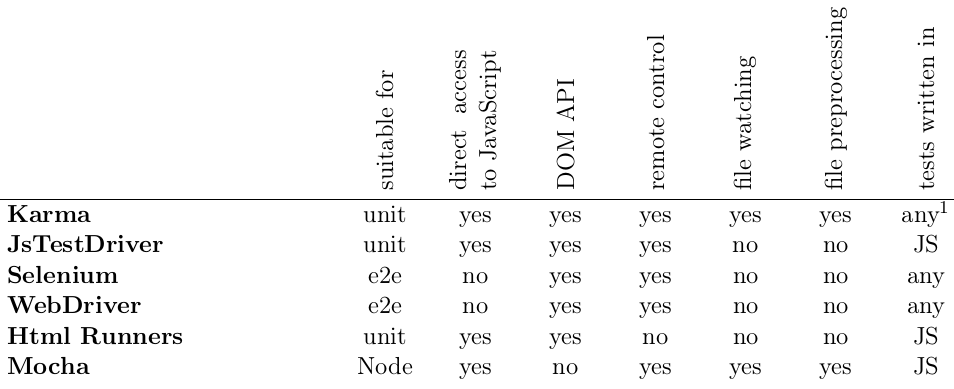 suitable for
direct access
to JavaScript
DOM API
remote control
file watching
file preprocessing
tests written in
Karma unit yes yes yes yes yes any¹
JsTestDriver unit yes yes yes no no JS
Selenium e2e no yes yes no no any
WebDriver e2e no yes yes no no any
Html Runners unit yes yes no no no JS
Mocha Node yes no yes yes yes JS